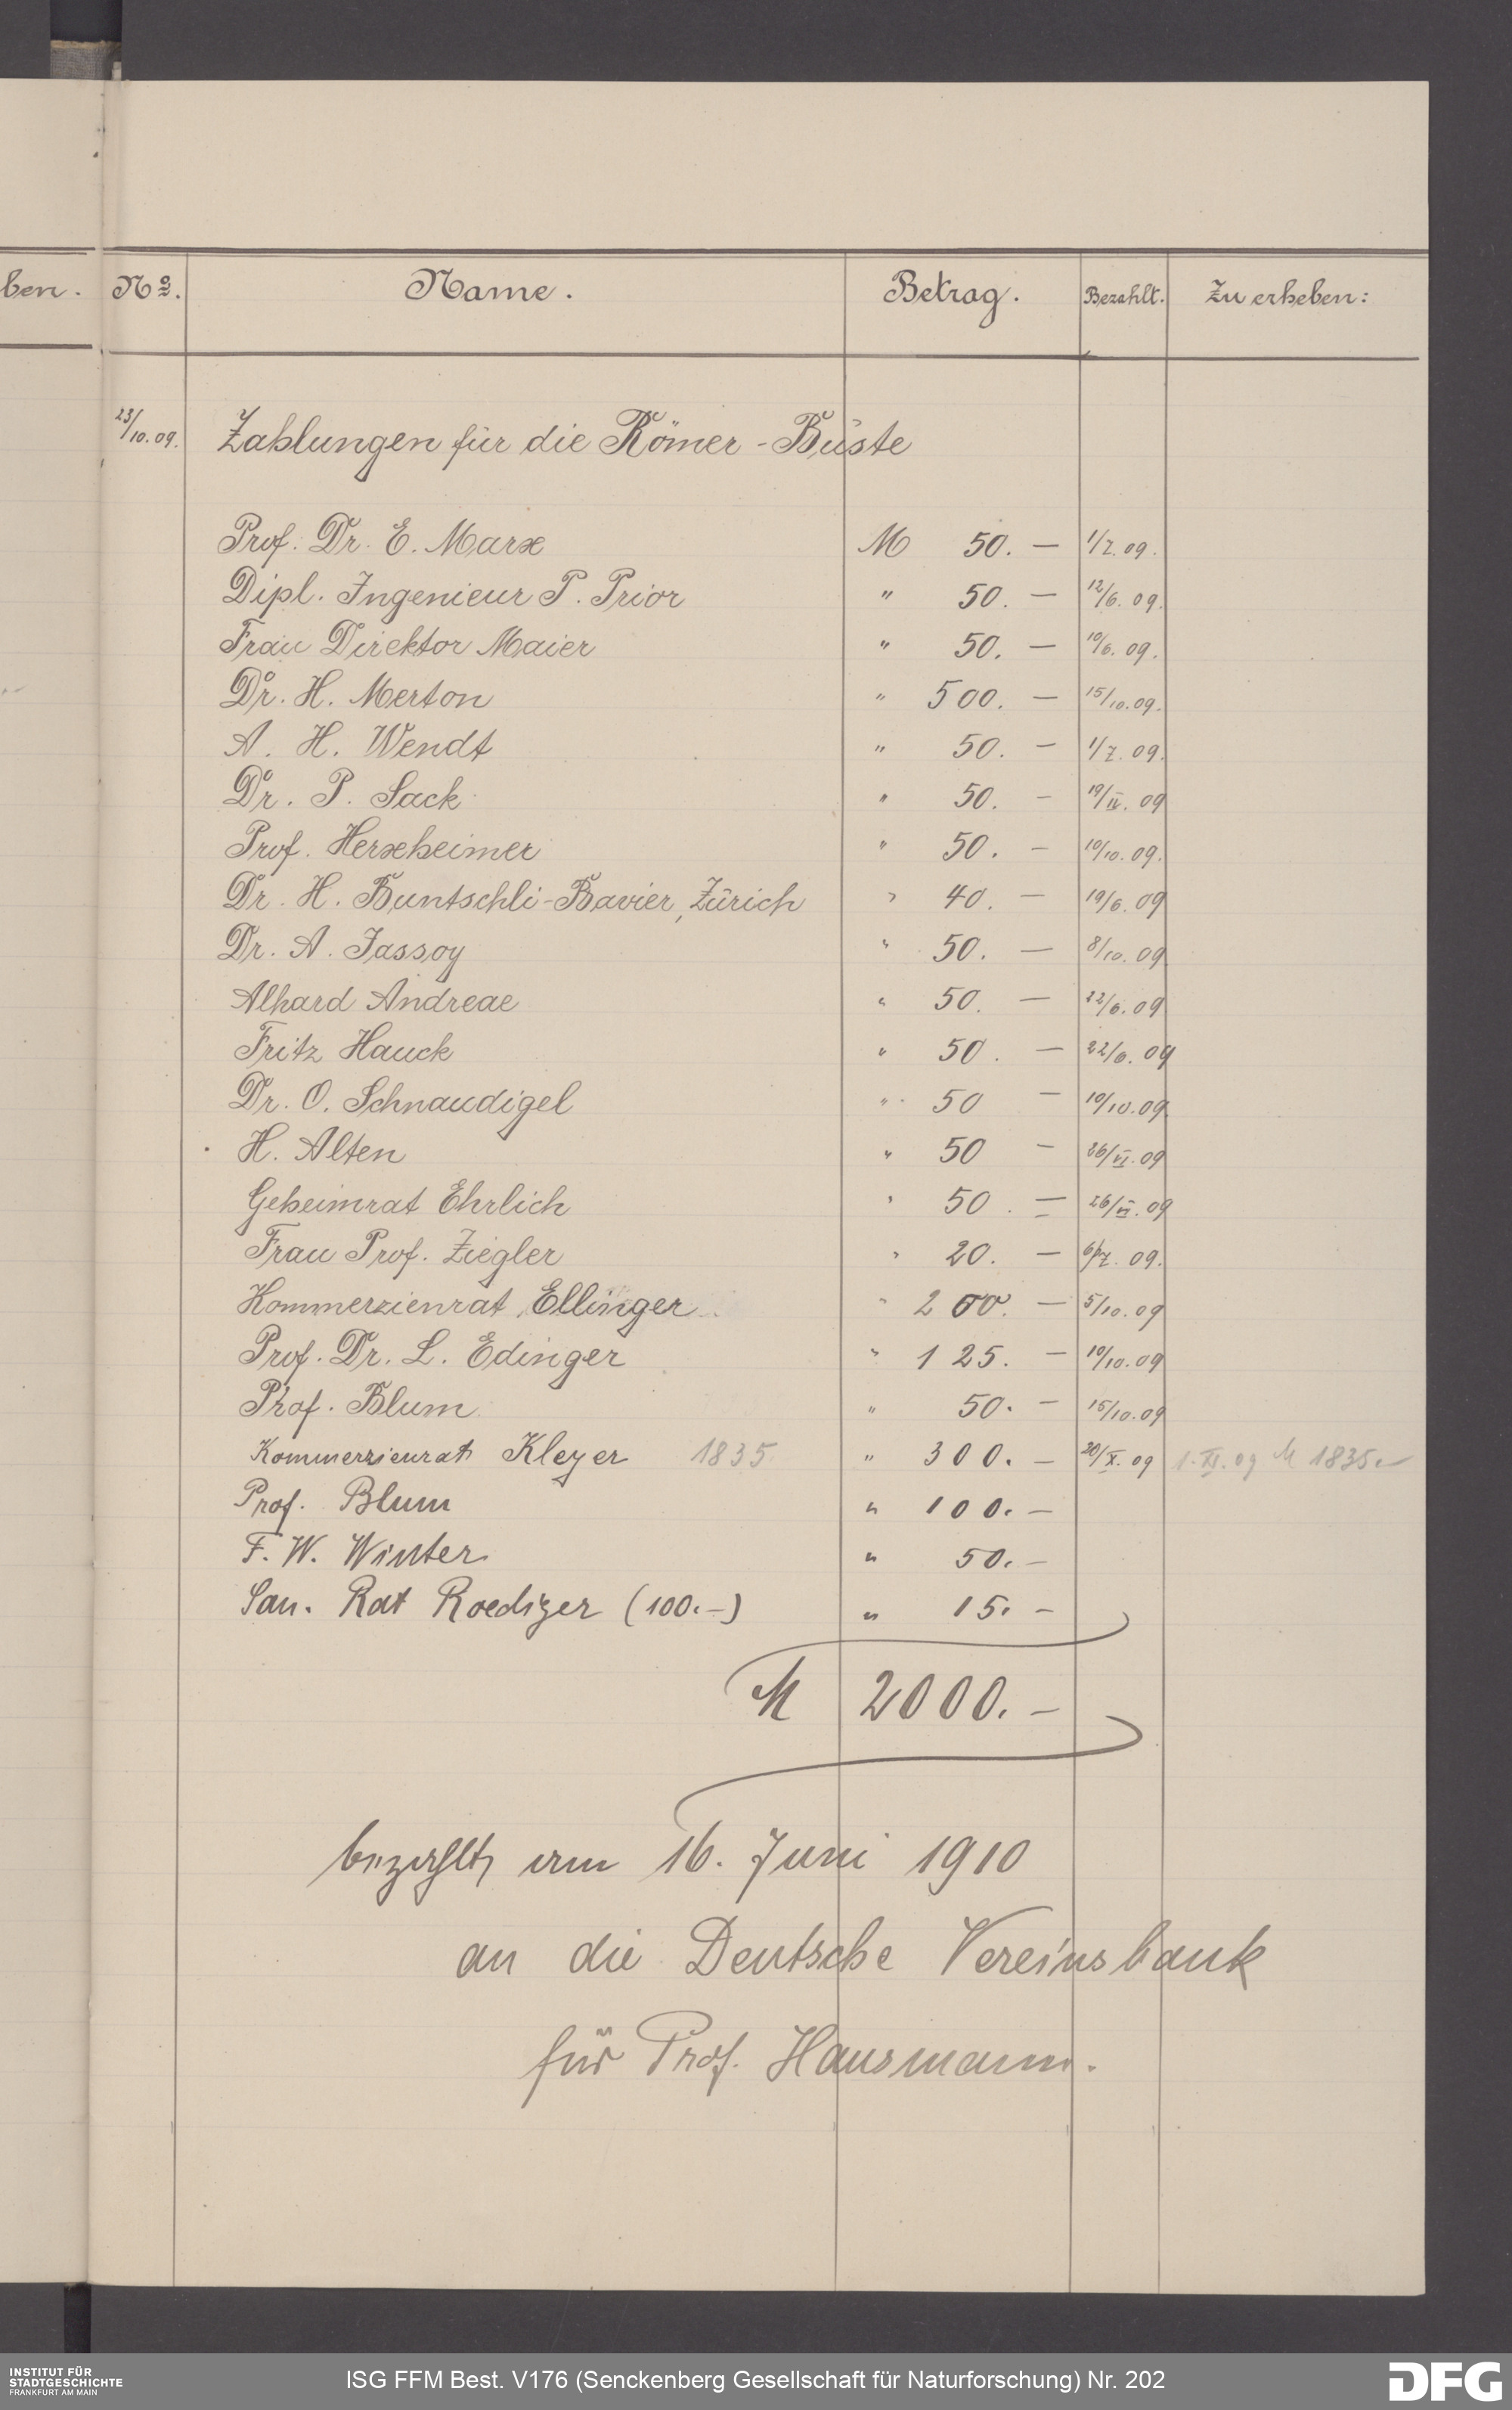 ben.
No. Name. Betrag. Bezahlt. Zu erheben:
23/10.09. Zahlungen für die Römer-Büste
Prof. Dr. E. Marx M 50. — 1/7. 09.
Dipl. Ingenieur P. Prior " 50. — 12/6. 09.
Frau Direktor Maier " 50. — 10/6. 09.
Dr. H. Merton " 500. — 15/10. 09.
A. H. Wendt " 50. — 1/7. 09.
Dr. P. Sack " 50. — 19/ . 09
Prof. Herxheimer " 50. — 10/10. 09.
Dr. H. Buntschli-Bavier, Zürich " 40. — 19/6. 09
Dr. A. Jassoy " 50. — 8/10. 09
Alhard Andreae " 50. — 22/6. 09
Fritz Hauck " 50. — 22/6. 09
Dr. O. Schnaudigel " 50 — 10/10. 09
H. Alten " 50 — 26/VI. 09
Geheimrat Ehrlich " 50. — 26/VI. 09
Frau Prof. Ziegler " 20. — 6/7. 09.
Kommerzienrat Ellinger " 200. — 5/10. 09
Prof. Dr. L. Edinger " 125. — 10/10. 09
Prof. Blum " 50. — 15/10. 09
Kommerzienrat Kleyer 1835. " 300. — 20/X. 09 1. XI. 09 M 1835.—
Prof. Blum " 100. —
F. W. Winter " 50. —
San. Rat Roediger (100.—) " 15. —
M 2000. —
bezahlt am 16. Juni 1910
an die Deutsche Vereinsbank
für Prof. Hausmann.
INSTITUT FÜR
STADTGESCHICHTE
FRANKFURT AM MAIN
ISG FFM Best. V176 (Senckenberg Gesellschaft für Naturforschung) Nr. 202
DFG